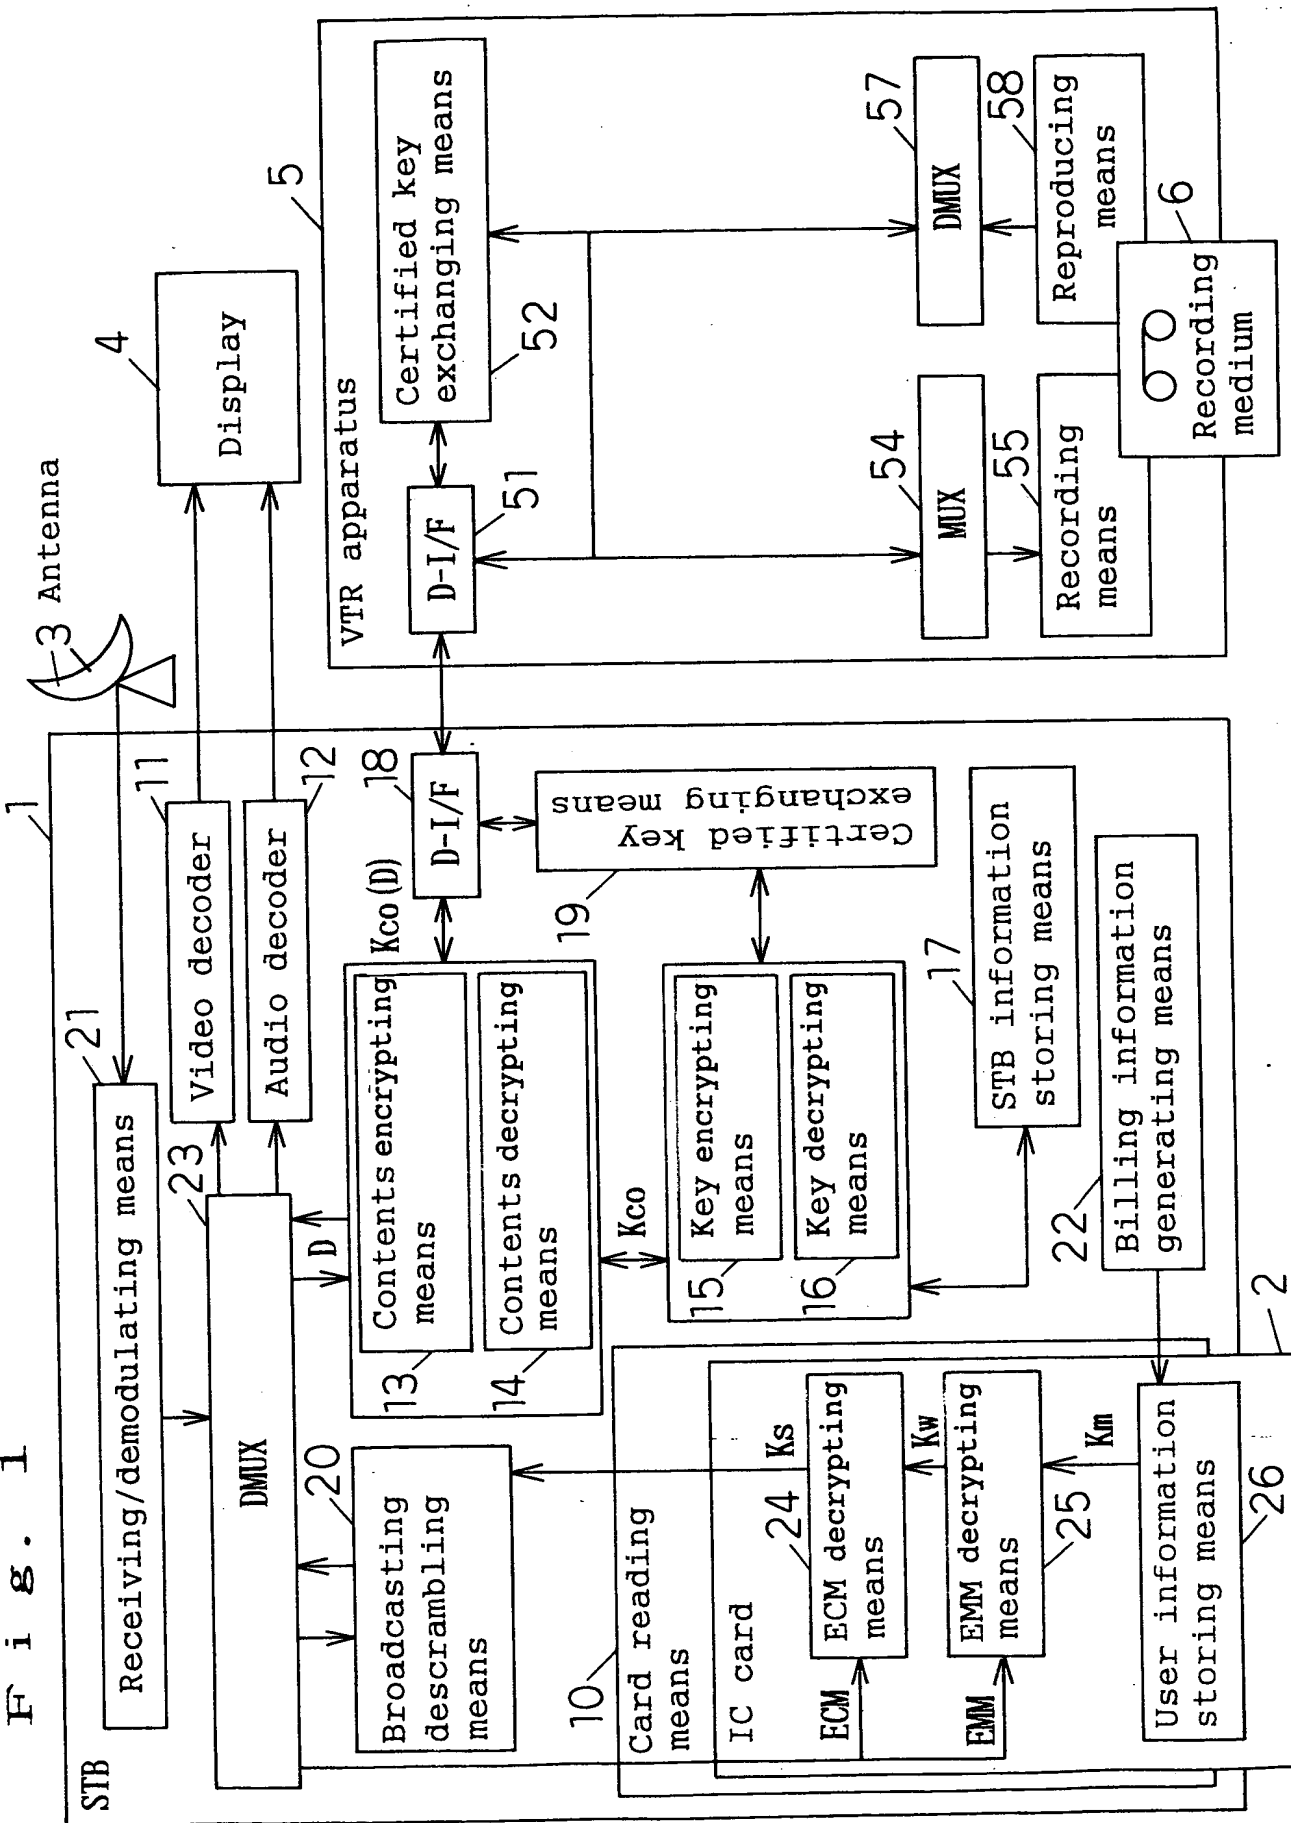 Fig. 1
STB
1
21
Receiving/demodulating means
3 Antenna
23
DMUX
11
Video decoder
12
Audio decoder
4
Display
20
Broadcasting
descrambling
means
D
13
Contents encrypting
means
14
Contents decrypting
means
Kco(D)
18
D-I/F
19
Certified key
exchanging means
Kco
15
Key encrypting
means
16
Key decrypting
means
17
STB information
storing means
22
Billing information
generating means
10
Card reading
means
IC card
2
Ks
24
ECM decrypting
means
ECM
Kw
25
EMM decrypting
means
EMM
Km
User information
storing means
26
5
VTR apparatus
51
D-I/F
52
Certified key
exchanging means
54
MUX
55
Recording
means
57
DMUX
58
Reproducing
means
6
Recording
medium